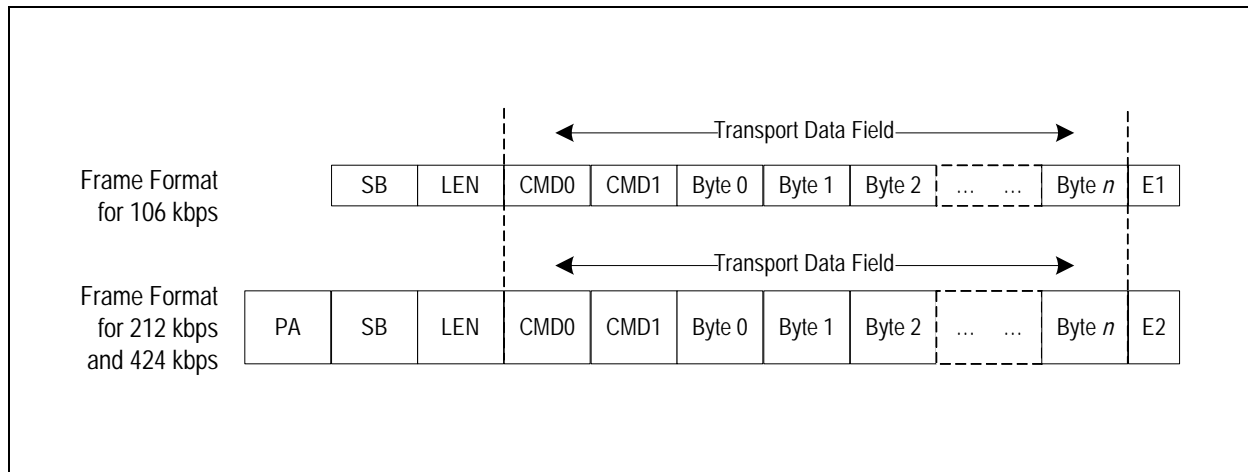 Transport Data Field
Frame Format
for 106 kbps
SB LEN CMD0 CMD1 Byte 0 Byte 1 Byte 2 ... ... Byte n E1
Transport Data Field
Frame Format
for 212 kbps
and 424 kbps
PA SB LEN CMD0 CMD1 Byte 0 Byte 1 Byte 2 ... ... Byte n E2